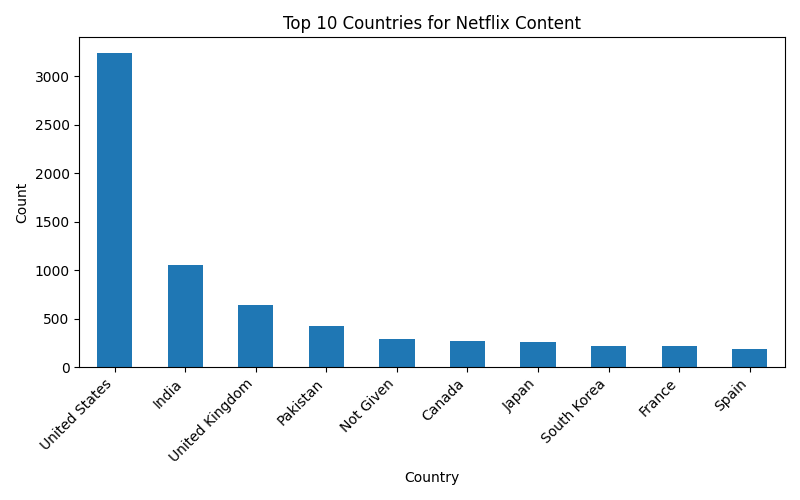 Top 10 Countries for Netflix Content
Count
3000
2500
2000
1500
1000
500
0
United States
India
United Kingdom
Pakistan
Not Given
Canada
Japan
South Korea
France
Spain
Country